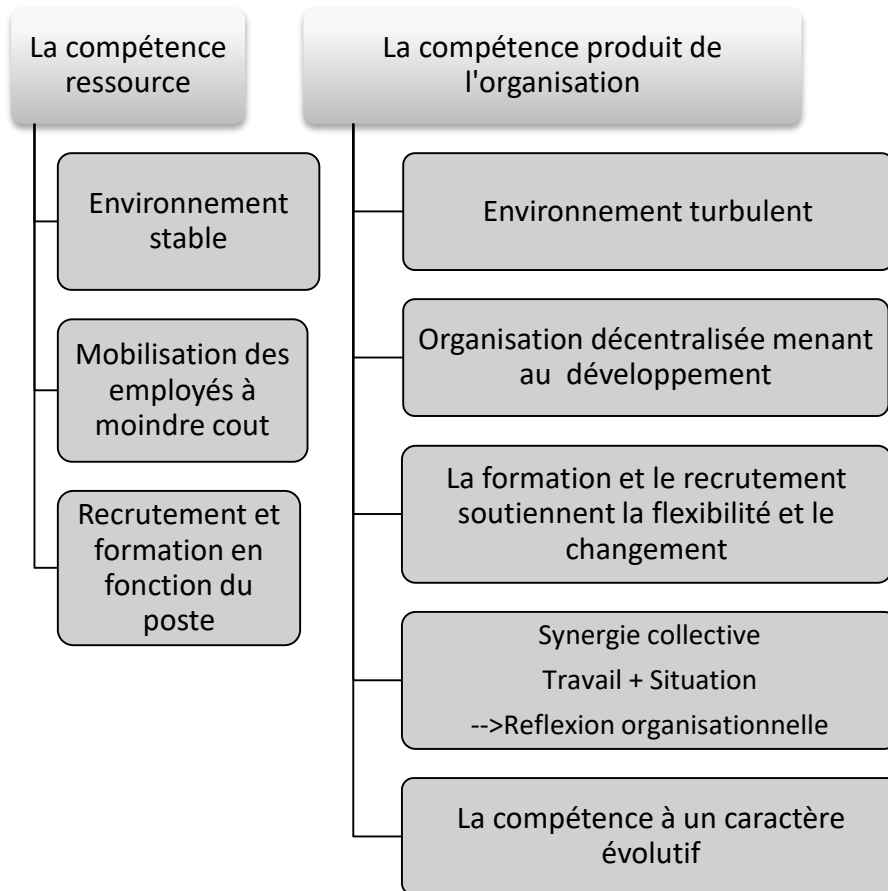 La compétence
ressource
Environnement
stable
Mobilisation des
employés à
moindre cout
Recrutement et
formation en
fonction du
poste
La compétence produit de
l'organisation
Environnement turbulent
Organisation décentralisée menant
au  développement
La formation et le recrutement
soutiennent la flexibilité et le
changement
Synergie collective
Travail + Situation
-->Reflexion organisationnelle
La compétence à un caractère
évolutif